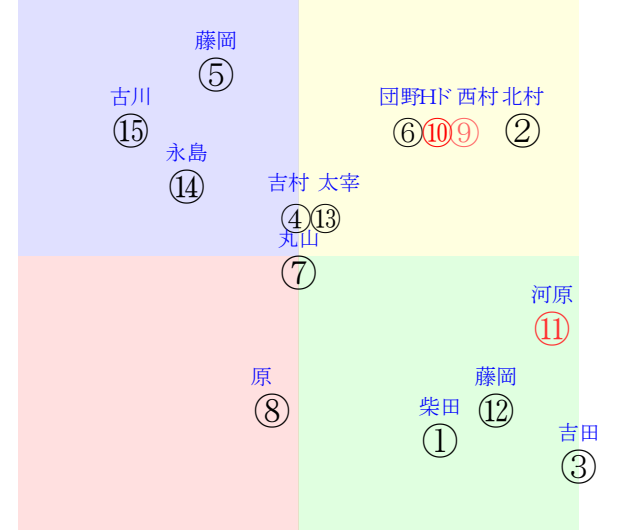 藤岡
⑤
古川
⑮
団野Hド 西村 北村
⑥⑩⑨ ②
永島
⑭
吉村 太宰
④⑬
丸山
⑦
河原
⑪
原
⑧
藤岡
⑫
柴田
①
吉田
③